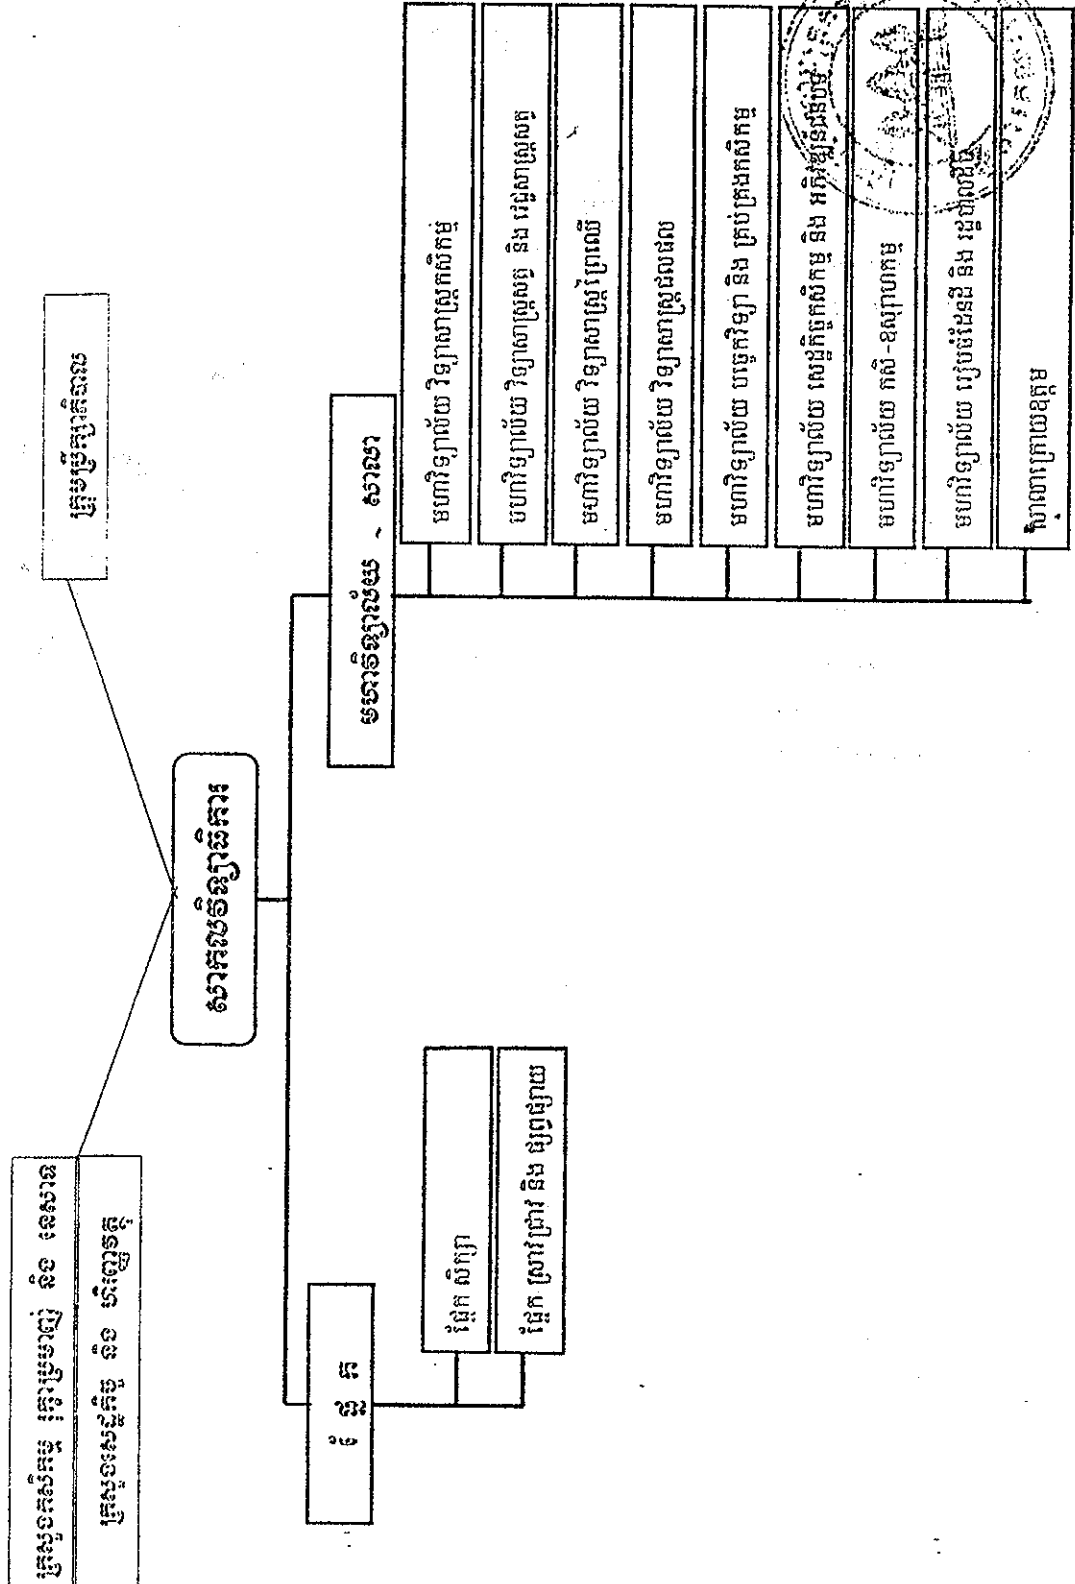 ក្រសួងកសិកម្ម រុក្ខាប្រមាញ់ និង នេសាទ
ក្រសួងសេដ្ឋកិច្ច និង ហិរញ្ញវត្ថុ
ក្រុមប្រឹក្សាភិបាល
សាកលវិទ្យាធិការ
ផ្នែក
ផ្នែក សិក្សា
ផ្នែក ស្រាវជ្រាវ និង ផ្សព្វផ្សាយ
មហាវិទ្យាល័យ - សាលា
មហាវិទ្យាល័យ វិទ្យាសាស្ត្រកសិកម្ម
មហាវិទ្យាល័យ វិទ្យាសាស្ត្រសត្វ និង វេជ្ជសាស្ត្រសត្វ
មហាវិទ្យាល័យ វិទ្យាសាស្ត្រព្រៃឈើ
មហាវិទ្យាល័យ វិទ្យាសាស្ត្រជលផល
មហាវិទ្យាល័យ បច្ចេកវិទ្យា និង គ្រប់គ្រងកសិកម្ម
មហាវិទ្យាល័យ សេដ្ឋកិច្ចកសិកម្ម និង
មហាវិទ្យាល័យ កសិ-ឧស្សាហកម្ម
មហាវិទ្យាល័យ និង